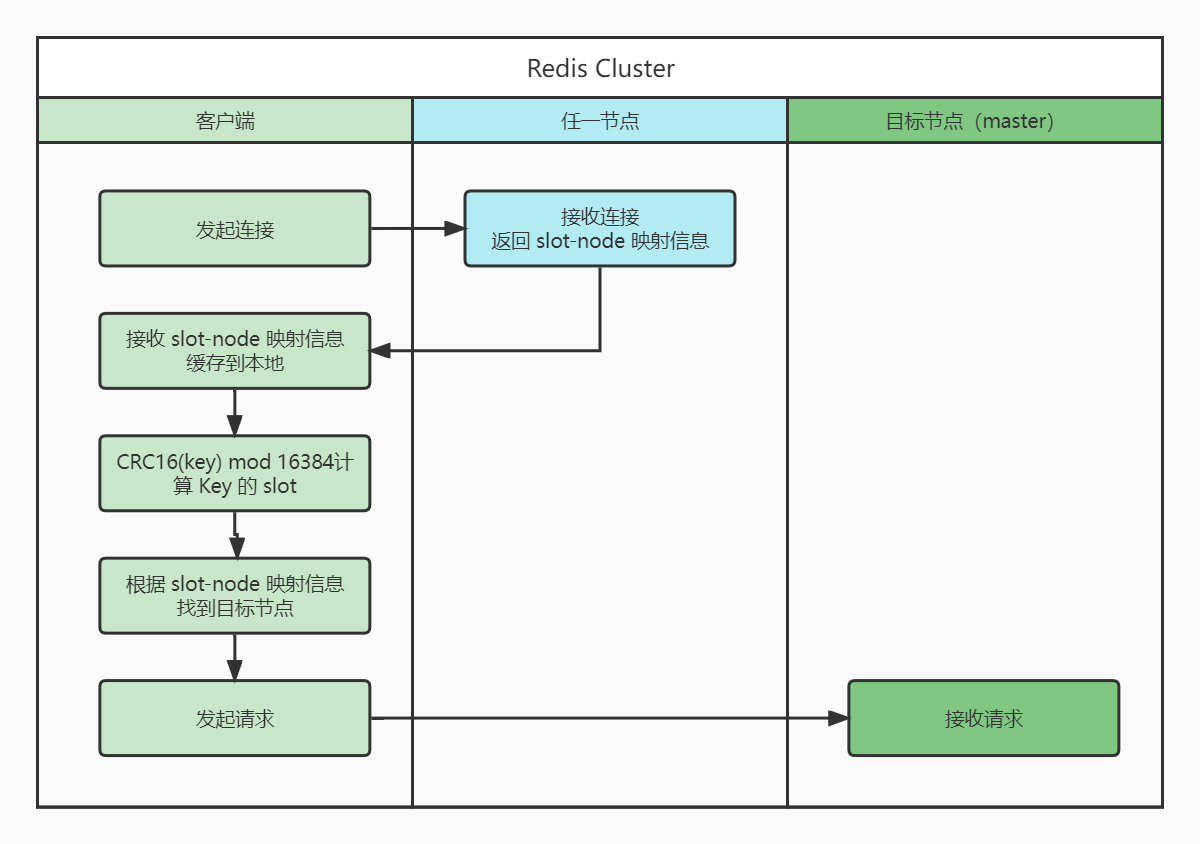 Redis Cluster
客户端
任一节点
目标节点（master）
发起连接
接收连接
返回 slot-node 映射信息
接收 slot-node 映射信息
缓存到本地
CRC16(key) mod 16384计
算 Key 的 slot
根据 slot-node 映射信息
找到目标节点
发起请求
接收请求